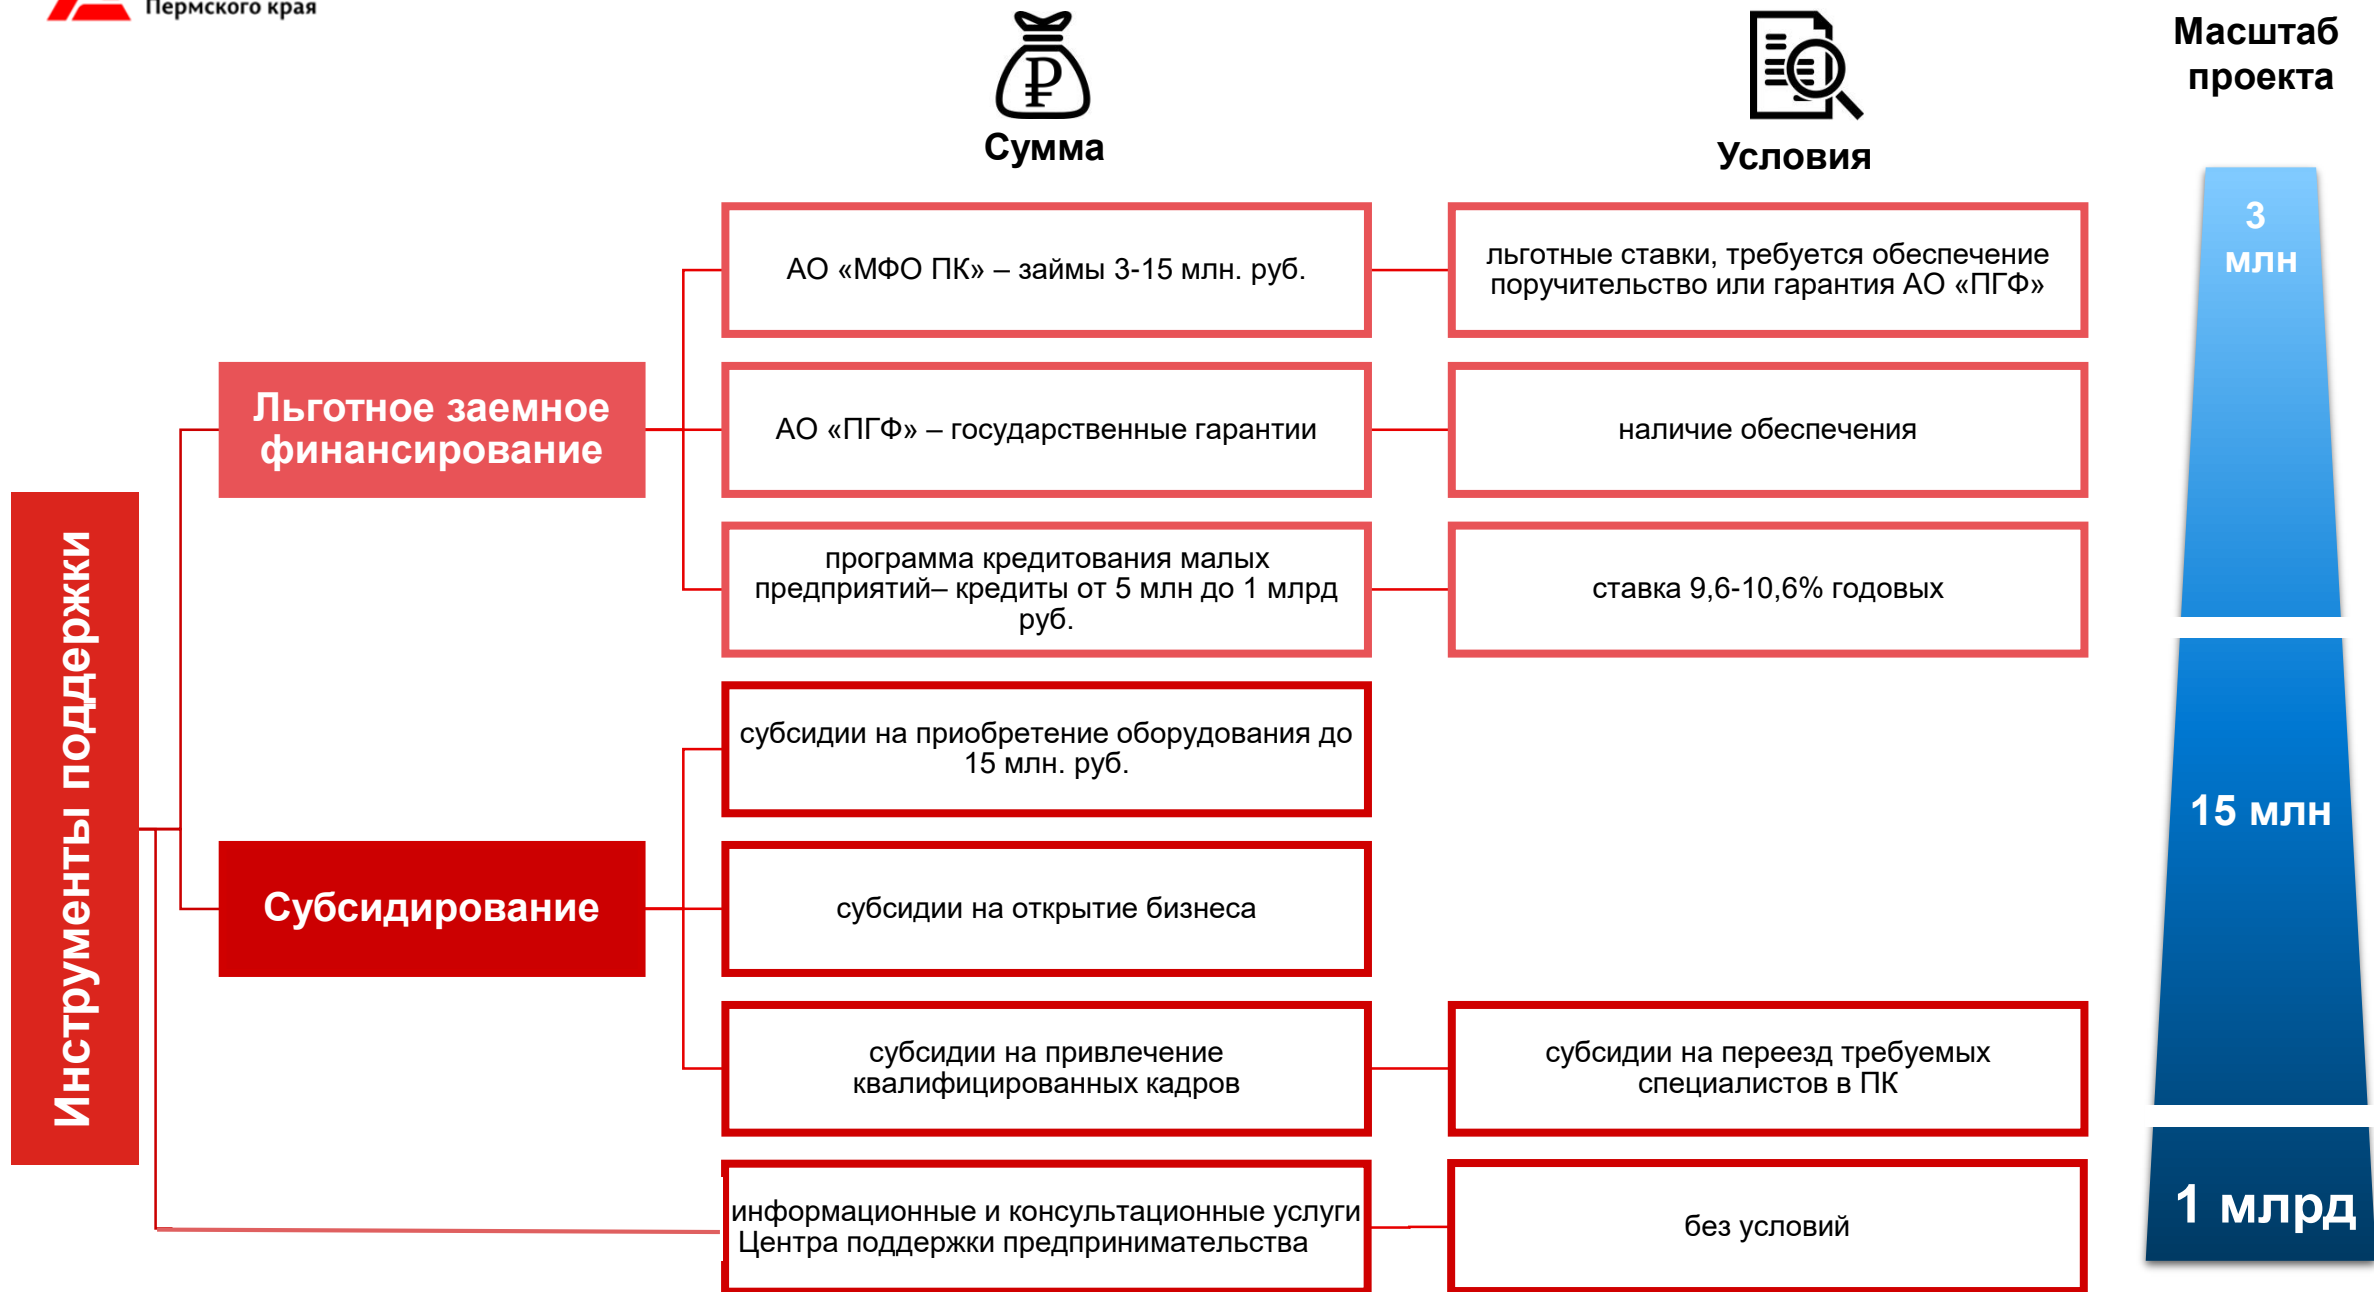 Пермского края
Сумма
Условия
Масштаб
проекта
АО «МФО ПК» – займы 3-15 млн. руб.
льготные ставки, требуется обеспечение
поручительство или гарантия АО «ПГФ»
3
млн
Льготное заемное
финансирование
АО «ПГФ» – государственные гарантии
наличие обеспечения
программа кредитования малых
предприятий– кредиты от 5 млн до 1 млрд
руб.
ставка 9,6-10,6% годовых
Инструменты поддержки
субсидии на приобретение оборудования до
15 млн. руб.
15 млн
Субсидирование
субсидии на открытие бизнеса
субсидии на привлечение
квалифицированных кадров
субсидии на переезд требуемых
специалистов в ПК
информационные и консультационные услуги
Центра поддержки предпринимательства
без условий
1 млрд